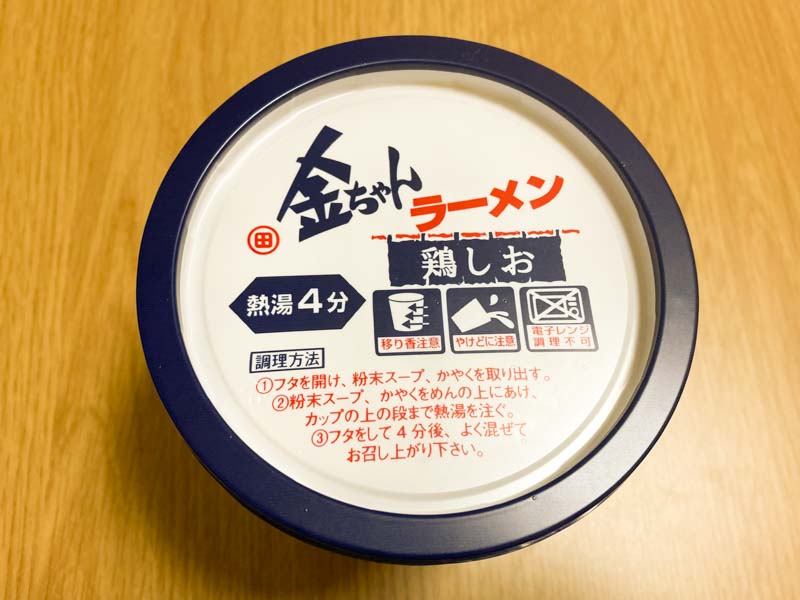 金ちゃん
ラーメン
田
鶏しお
熱湯4分
移り香注意
やけどに注意
電子レンジ
調理不可
調理方法
①フタを開け、粉末スープ、かやくを取り出す。
②粉末スープ、かやくをめんの上にあけ、
カップの上の段まで熱湯を注ぐ。
③フタをして4分後、よく混ぜて
お召し上がり下さい。